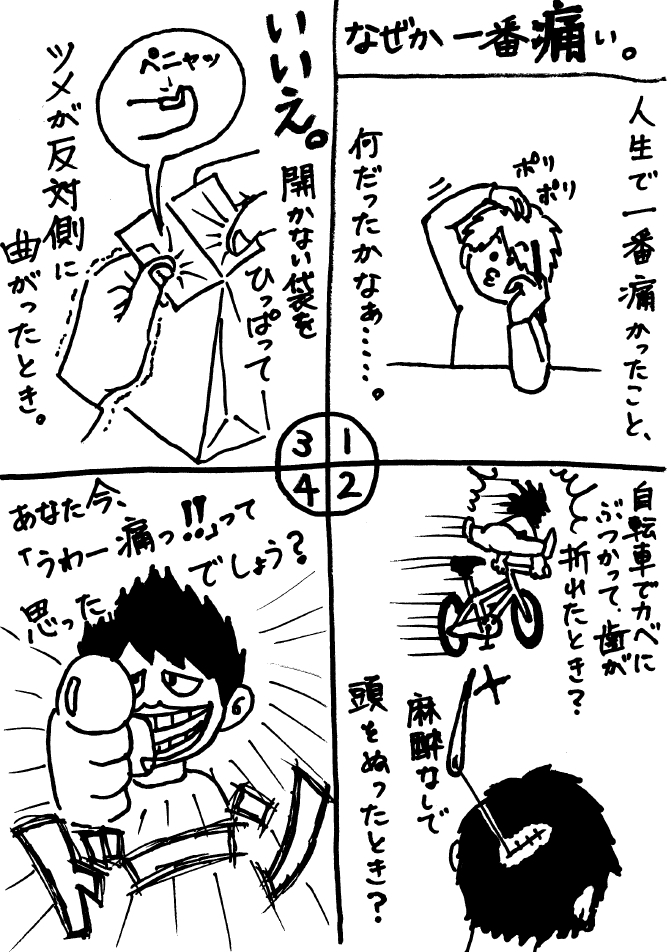 なぜか一番痛い。
人生で一番痛かったこと、
何だったかなぁ……。
ポリ
ポリ
1
2
3
4
自転車でカベに
ぶつかって、歯が
折れたとき?
麻酔なしで
頭をぬったとき?
いいえ。
開かない袋を
ひっぱって
ペニャッ
ツメが反対側に
曲がったとき。
あなた今、
「うわー痛っ!!」って
思ったでしょう?
ドヤ